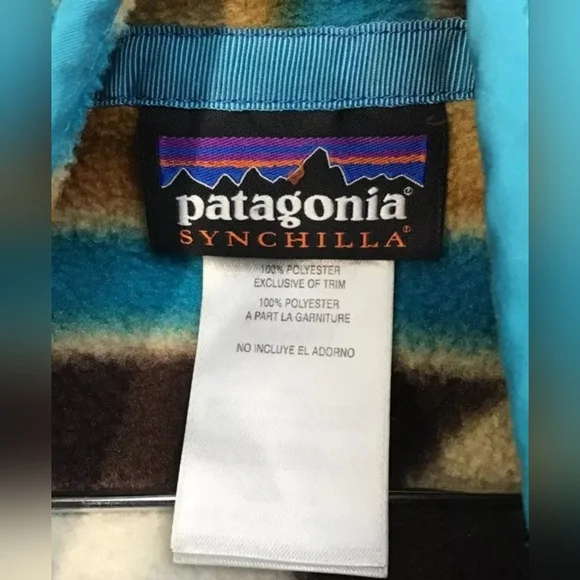 patagonia®
SYNCHILLA®
100% POLYESTER
EXCLUSIVE OF TRIM
100% POLYESTER
A PART LA GARNITURE
NO INCLUYE EL ADORNO